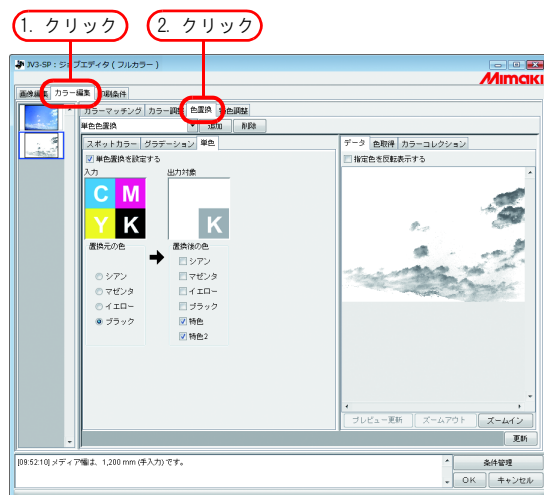 1. クリック
2. クリック
JV3-SP : ジョブエディタ ( フルカラー )
Mimaki
画像編集 カラー編集 印刷条件
カラーマッチング カラー調整 色置換 特色調整
単色色置換 追加 削除
スポットカラー グラデーション 単色
データ 色取得 カラーコレクション
単色置換を設定する
指定色を反転表示する
入力
出力対象
C M
Y K
K
置換元の色
置換後の色
シアン
マゼンタ
イエロー
ブラック
シアン
マゼンタ
イエロー
ブラック
特色
特色2
プレビュー更新 ズームアウト ズームイン
更新
[09:52:10] メディア幅は、1,200 mm (手入力) です。
条件管理
OK キャンセル